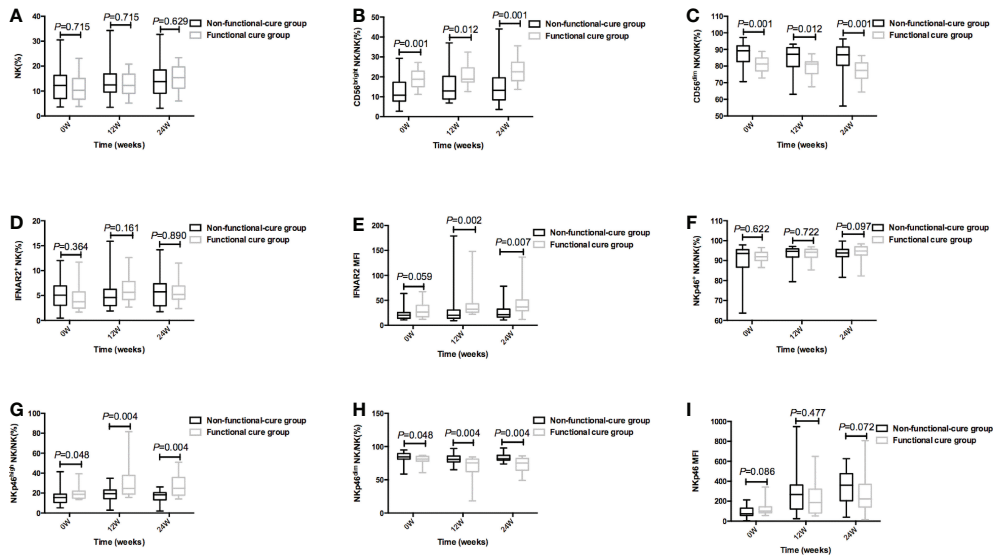 A
NK(%)
40
30
20
10
0
P=0.715
P=0.715
P=0.629
Non-functional-cure group
Functional cure group
0W
12W
24W
Time (weeks)
B
CD56bright NK/NK(%)
50
40
30
20
10
0
P=0.001
P=0.012
P=0.001
Non-functional-cure group
Functional cure group
0W
12W
24W
Time (weeks)
C
CD56dim NK/NK(%)
110
100
90
80
70
60
50
P=0.001
P=0.012
P=0.001
Non-functional-cure group
Functional cure group
0W
12W
24W
Time (weeks)
D
IFNAR2+ NK(%)
20
15
10
5
0
P=0.364
P=0.161
P=0.890
Non-functional-cure group
Functional cure group
0W
12W
24W
Time (weeks)
E
IFNAR2 MFI
200
150
100
50
0
P=0.059
P=0.002
P=0.007
Non-functional-cure group
Functional cure group
0W
12W
24W
Time (weeks)
F
NKp46+ NK/NK(%)
110
100
90
80
70
60
P=0.622
P=0.722
P=0.097
Non-functional-cure group
Functional cure group
0W
12W
24W
Time (weeks)
G
NKp46high NK/NK(%)
100
80
60
40
20
0
P=0.048
P=0.004
P=0.004
Non-functional-cure group
Functional cure group
0W
12W
24W
Time (weeks)
H
NKp46dim NK/NK(%)
150
100
50
0
P=0.048
P=0.004
P=0.004
Non-functional-cure group
Functional cure group
0W
12W
24W
Time (weeks)
I
NKp46 MFI
1000
800
600
400
200
0
P=0.086
P=0.477
P=0.072
Non-functional-cure group
Functional cure group
0W
12W
24W
Time (weeks)